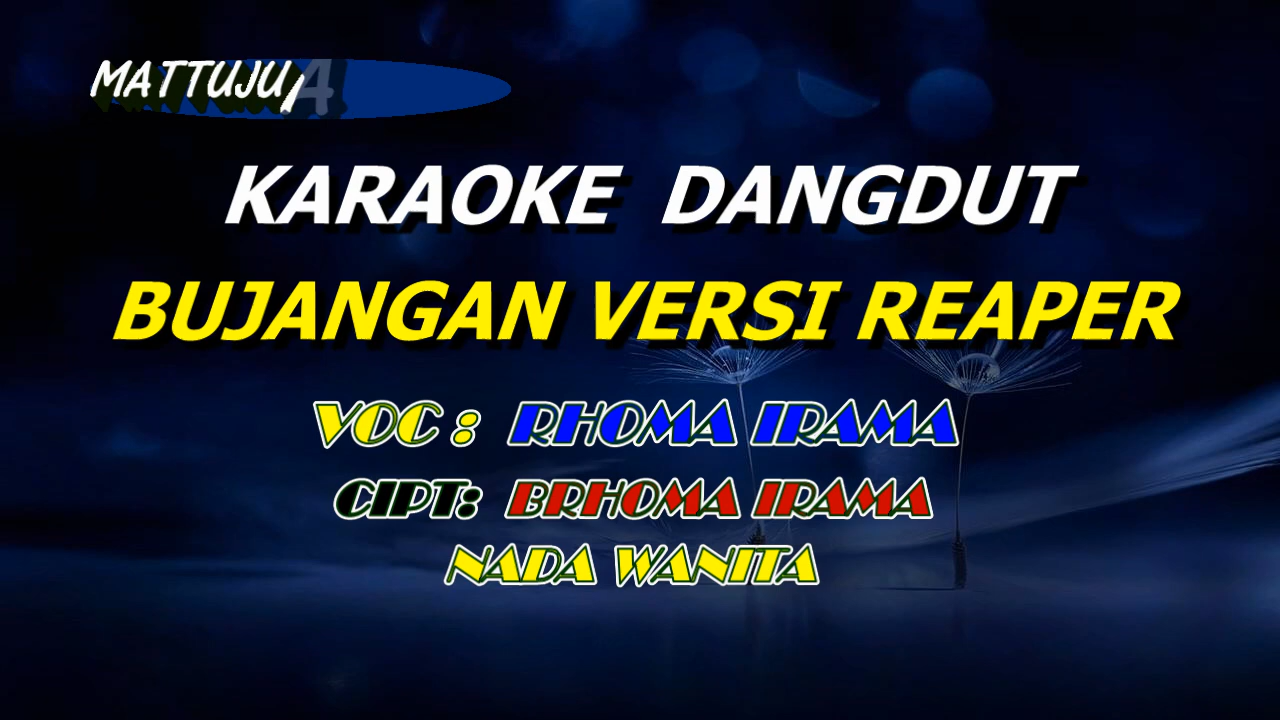 MATTUJU A
KARAOKE DANGDUT
BUJANGAN VERSI REAPER
VOC : RHOMA IRAMA
CIPT: BRHOMA IRAMA
NADA WANITA